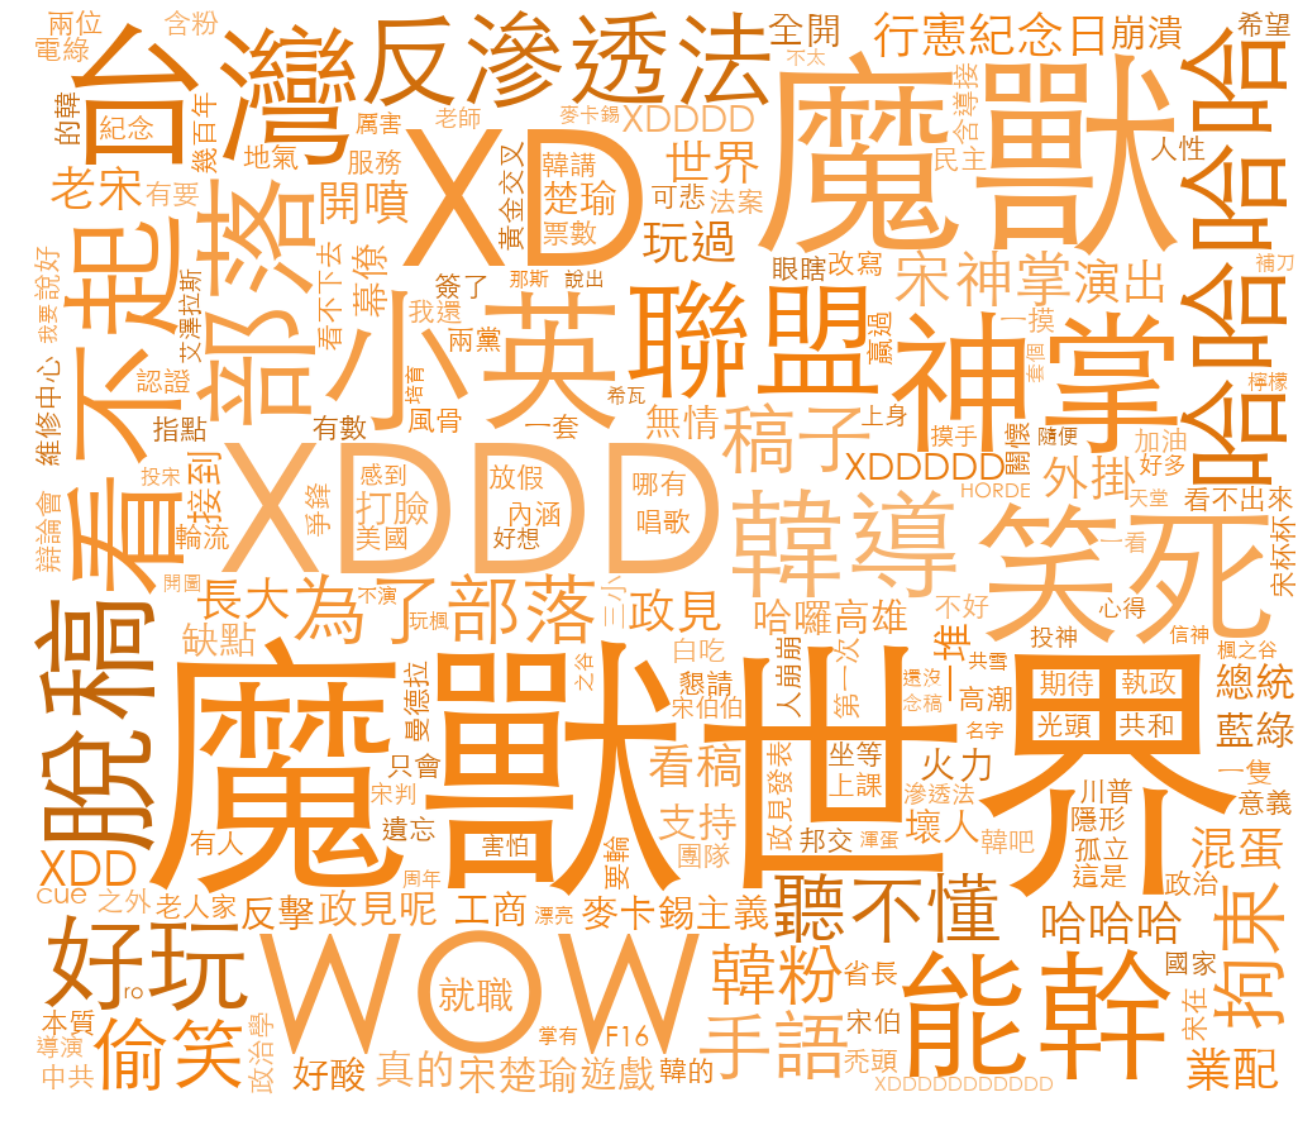 兩位
含粉
電綠
台灣
反滲透法
全開
不太
行憲紀念日
崩潰
希望
哈哈哈哈
的韓
紀念
幾百年
厲害
老師
麥卡錫
XDDDD
含導接
魔獸
人性
民主
地氣
服務
XD
黃金交叉
韓講
楚瑜
票數
世界
可悲
法案
老宋
有要
開噴
玩過
部落
看不起
我要
說好
艾澤拉斯
看不下去
幕僚
簽了
那斯
說出
我還
兩黨
眼瞎
改寫
宋神掌
演出
補刀
小英
聯盟
贏過
一摸
套個
神掌
檸檬
維修中心
認證
培育
希瓦
指點
有數
風骨
一套
無情
稿子
上身
摸手
關懷
隨便
加油
好多
投宋
接到
XDDD
感到
打臉
美國
放假
內涵
好想
哪有
唱歌
XDDDDD
HORDE
外掛
天堂
看不出來
辯論會
輪流
爭鋒
韓導
笑死
一看
宋杯杯
開圖
不演
脫稿
長大
為了
玩楓
部落
三小
政見
哈囉
高雄
不好
一堆
心得
投神
信神
楓之谷
缺點
之谷
白吃
人崩崩
第一次
還沒
念稿
共雪
高潮
名字
期待
執政
光頭
共和
總統
藍綠
魔獸世界
曼德拉
懇請
宋伯伯
只會
宋判
看稿
政見發表
坐等
上課
火力
滲透法
川普
隱形
一隻
意義
有人
遺忘
害怕
要輪
支持
團隊
邦交
渾蛋
壞人
韓吧
孤立
這是
混蛋
XDD
周年
政治
cue
之外
老人家
反擊
政見呢
工商
漂亮
麥卡錫主義
聽不懂
哈哈哈
拘束
好玩
ro
WOW
就職
韓粉
省長
能幹
國家
本質
導演
中共
偷笑
政治學
好酸
真的
宋楚瑜
遊戲
掌有
F16
韓的
手語
宋伯
禿頭
宋在
業配
XDDDDDDDDDDD